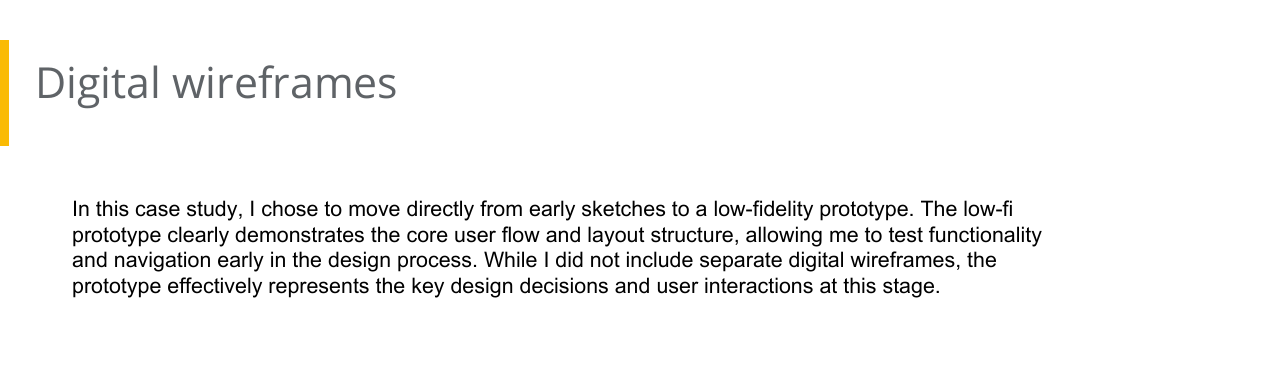 Digital wireframes
In this case study, I chose to move directly from early sketches to a low-fidelity prototype. The low-fi
prototype clearly demonstrates the core user flow and layout structure, allowing me to test functionality
and navigation early in the design process. While I did not include separate digital wireframes, the
prototype effectively represents the key design decisions and user interactions at this stage.